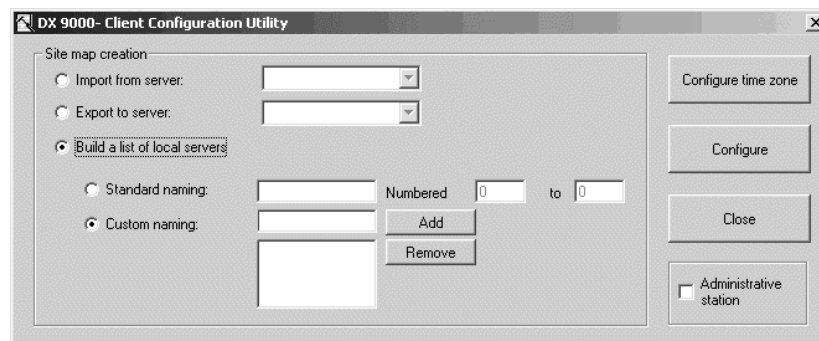 DX 9000- Client Configuration Utility
Site map creation
Import from server:
Export to server:
Build a list of local servers
Standard naming:
Numbered 0 to 0
Custom naming:
Add
Remove
Configure time zone
Configure
Close
Administrative
station